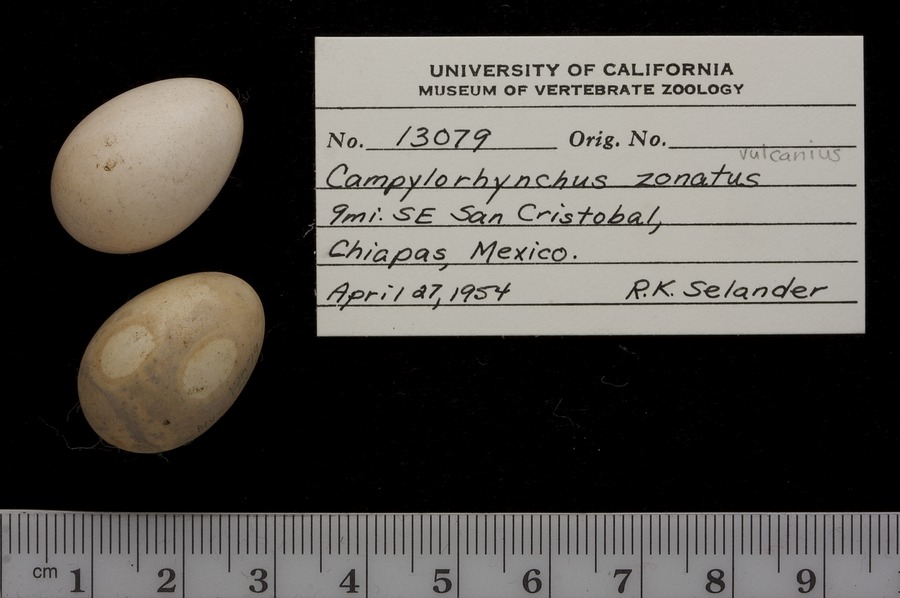 UNIVERSITY OF CALIFORNIA
MUSEUM OF VERTEBRATE ZOOLOGY
No. 13079 Orig. No.
vulcanius
Campylorhynchus zonatus
9mi. SE San Cristobal,
Chiapas, Mexico.
April 27, 1954 R.K. Selander
cm 1 2 3 4 5 6 7 8 9